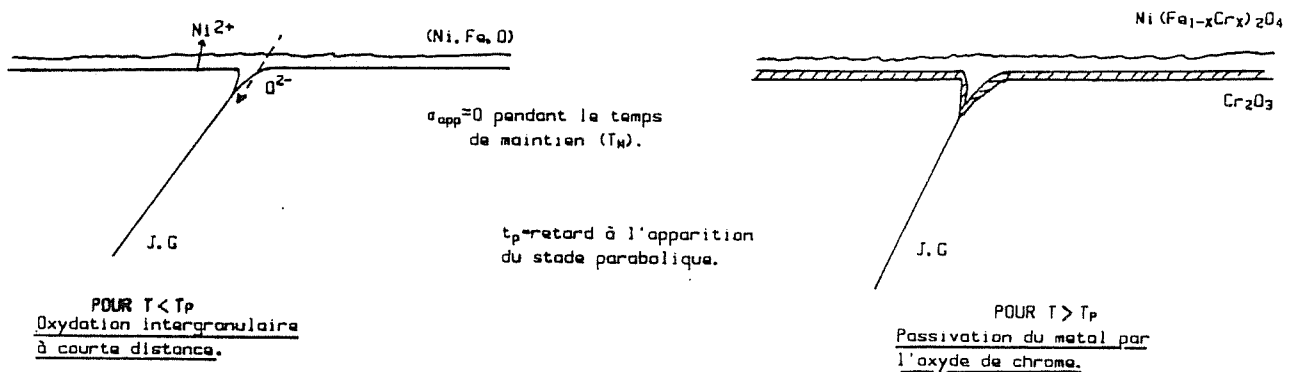 Ni2+
(Ni.Fe.O)
O2-
J.G
POUR T < Tp
Oxydation intergranulaire
à courte distance.
σapp=0 pendant le temps
de maintien (TM).
tp=retard à l'apparition
du stade parabolique.
Ni(Fe1-xCrx)2O4
Cr2O3
J.G
POUR T > Tp
Passivation du metal par
l'oxyde de chrome.